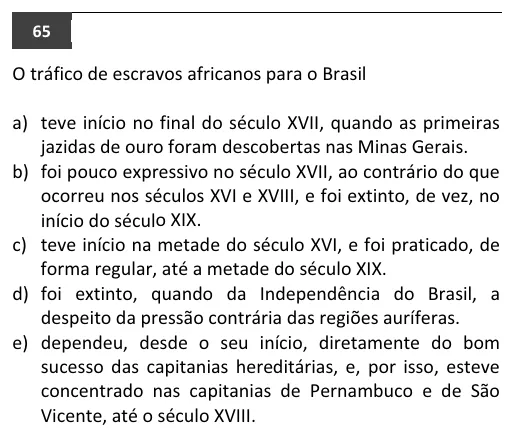 65
O tráfico de escravos africanos para o Brasil
a) teve início no final do século XVII, quando as primeiras
jazidas de ouro foram descobertas nas Minas Gerais.
b) foi pouco expressivo no século XVII, ao contrário do que
ocorreu nos séculos XVI e XVIII, e foi extinto, de vez, no
início do século XIX.
c) teve início na metade do século XVI, e foi praticado, de
forma regular, até a metade do século XIX.
d) foi extinto, quando da Independência do Brasil, a
despeito da pressão contrária das regiões auríferas.
e) dependeu, desde o seu início, diretamente do bom
sucesso das capitanias hereditárias, e, por isso, esteve
concentrado nas capitanias de Pernambuco e de São
Vicente, até o século XVIII.